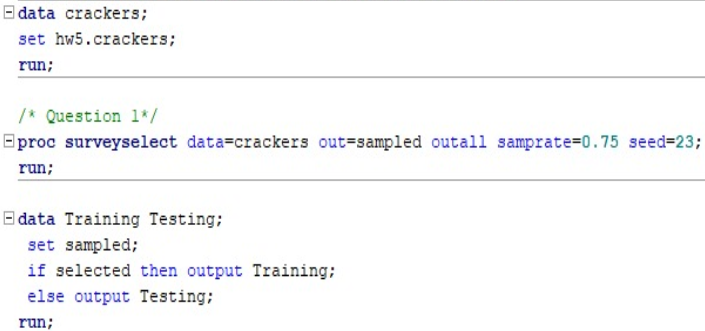 data crackers;
set hw5.crackers;
run;
/* Question 1*/
proc surveyselect data=crackers out=sampled outall samprate=0.75 seed=23;
run;
data Training Testing;
set sampled;
if selected then output Training;
else output Testing;
run;